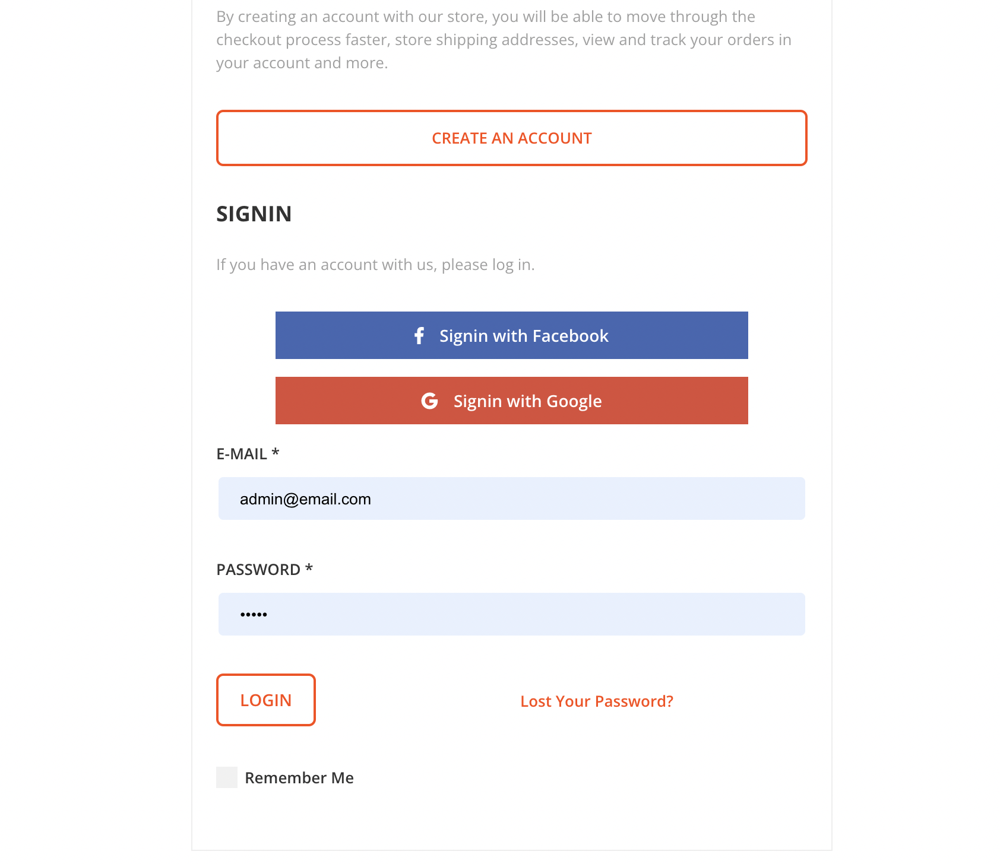 By creating an account with our store, you will be able to move through the
checkout process faster, store shipping addresses, view and track your orders in
your account and more.
CREATE AN ACCOUNT
SIGNIN
If you have an account with us, please log in.
Signin with Facebook
Signin with Google
E-MAIL *
admin@email.com
PASSWORD *
•••••
LOGIN
Lost Your Password?
Remember Me